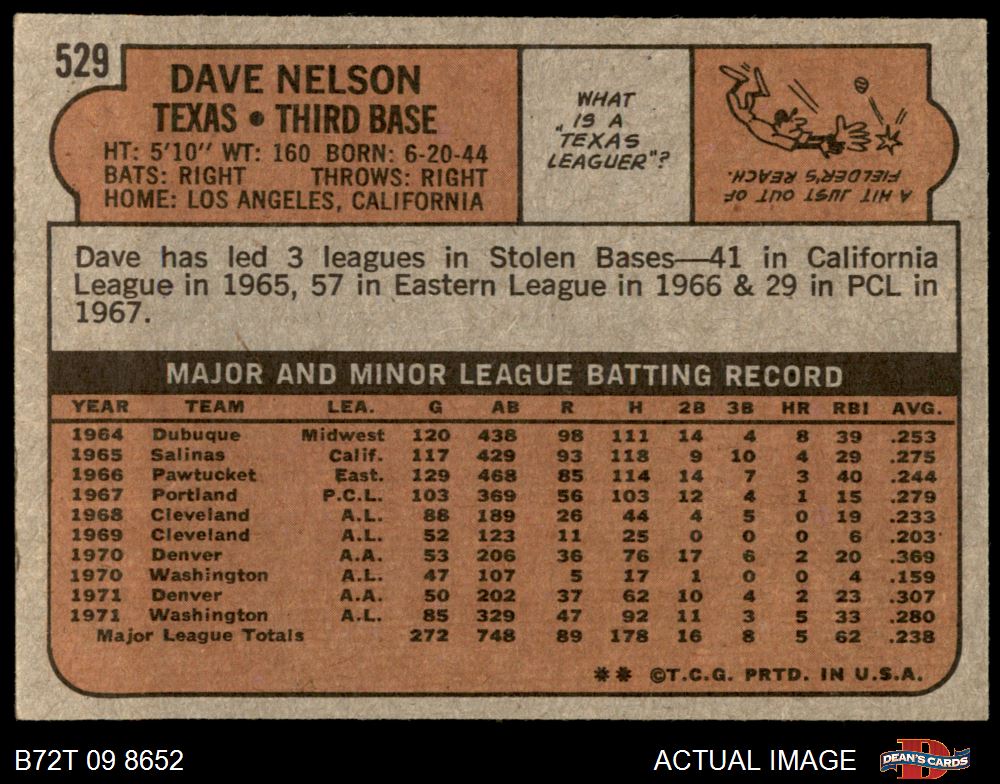 529
DAVE NELSON
TEXAS • THIRD BASE
HT: 5'10" WT: 160 BORN: 6-20-44
BATS: RIGHT THROWS: RIGHT
HOME: LOS ANGELES, CALIFORNIA
WHAT
IS A
"TEXAS
LEAGUER"?
A HIT JUST OUT OF
FIELDER'S REACH.
Dave has led 3 leagues in Stolen Bases—41 in California
League in 1965, 57 in Eastern League in 1966 & 29 in PCL in
1967.
MAJOR AND MINOR LEAGUE BATTING RECORD
YEAR TEAM LEA. G AB R H 2B 3B HR RBI AVG.
1964 Dubuque Midwest 120 438 98 111 14 4 8 39 .253
1965 Salinas Calif. 117 429 93 118 9 10 4 29 .275
1966 Pawtucket East. 129 468 85 114 14 7 3 40 .244
1967 Portland P.C.L. 103 369 56 103 12 4 1 15 .279
1968 Cleveland A.L. 88 189 26 44 4 5 0 19 .233
1969 Cleveland A.L. 52 123 11 25 0 0 0 6 .203
1970 Denver A.A. 53 206 36 76 17 6 2 20 .369
1970 Washington A.L. 47 107 5 17 1 0 0 4 .159
1971 Denver A.A. 50 202 37 62 10 4 2 23 .307
1971 Washington A.L. 85 329 47 92 11 3 5 33 .280
Major League Totals 272 748 89 178 16 8 5 62 .238
** ©T.C.G. PRTD. IN U.S.A.
B72T 09 8652
ACTUAL IMAGE
D
DEAN'S CARDS